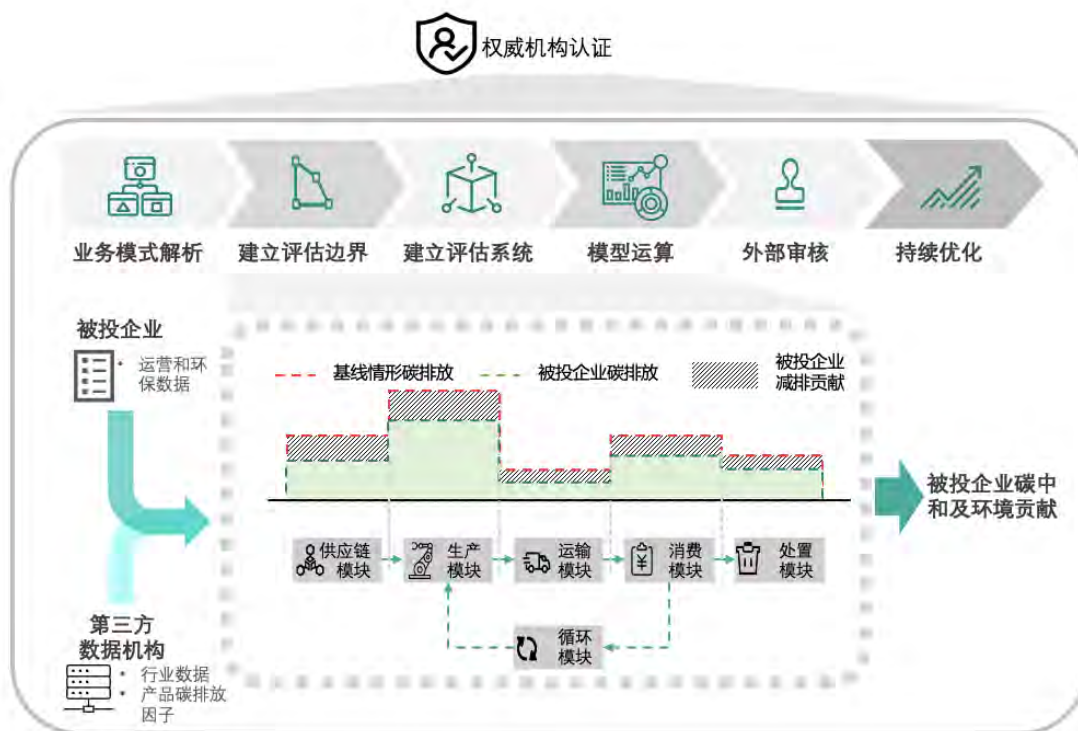 权威机构认证
业务模式解析
建立评估边界
建立评估系统
模型运算
外部审核
持续优化
被投企业
• 运营和环
保数据
第三方
数据机构
• 行业数据
• 产品碳排放
因子
基线情形碳排放
被投企业碳排放
被投企业
减排贡献
供应链
模块
生产
模块
运输
模块
消费
模块
处置
模块
循环
模块
被投企业碳中
和及环境贡献